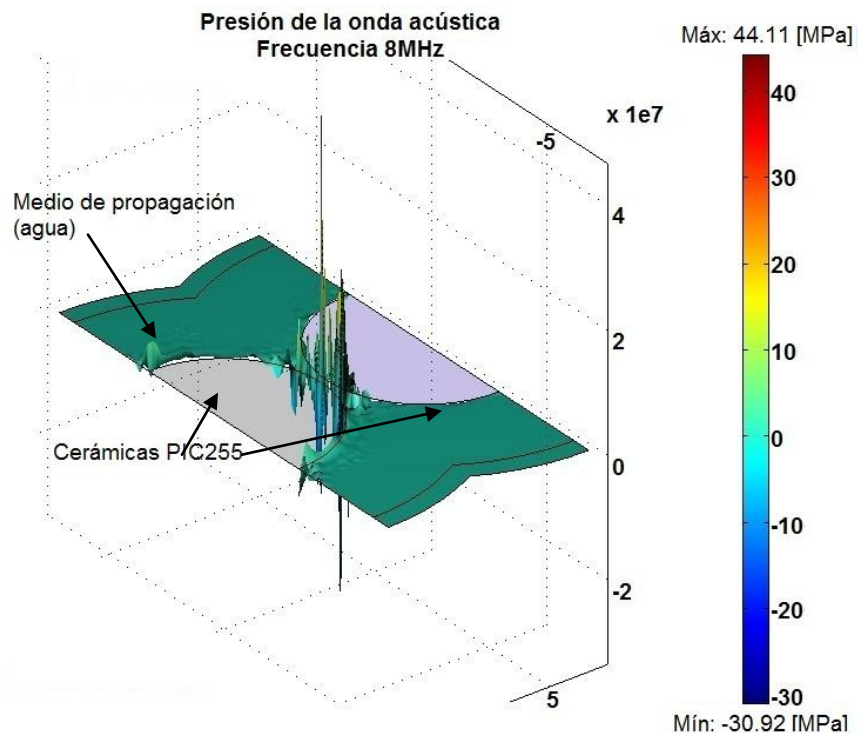 Presión de la onda acústica
Frecuencia 8MHz
Máx: 44.11 [MPa]
x 1e7
-5
Medio de propagación
(agua)
Cerámicas PIC255
4
2
0
-2
5
40
30
20
10
0
-10
-20
-30
Mín: -30.92 [MPa]